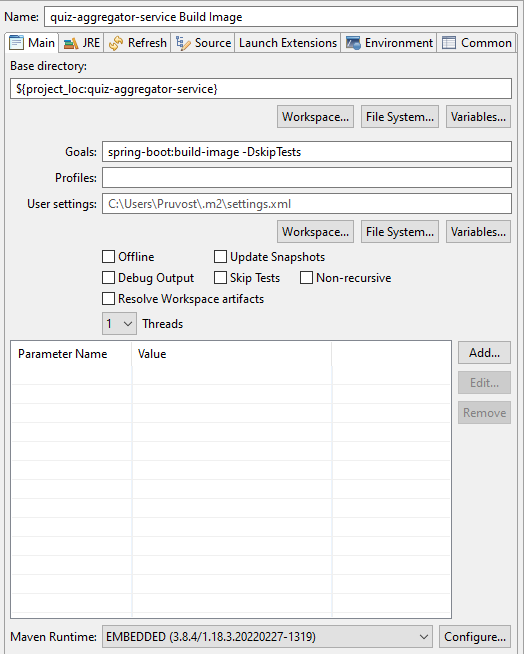 Name: quiz-aggregator-service Build Image
Main JRE Refresh Source Launch Extensions Environment Common
Base directory:
${project_loc:quiz-aggregator-service}
Workspace... File System... Variables...
Goals: spring-boot:build-image -DskipTests
Profiles:
User settings: C:\Users\Pruvost\.m2\settings.xml
Workspace... File System... Variables...
Offline Update Snapshots
Debug Output Skip Tests Non-recursive
Resolve Workspace artifacts
1 Threads
Parameter Name Value Add...
Edit...
Remove
Maven Runtime: EMBEDDED (3.8.4/1.18.3.20220227-1319) Configure...